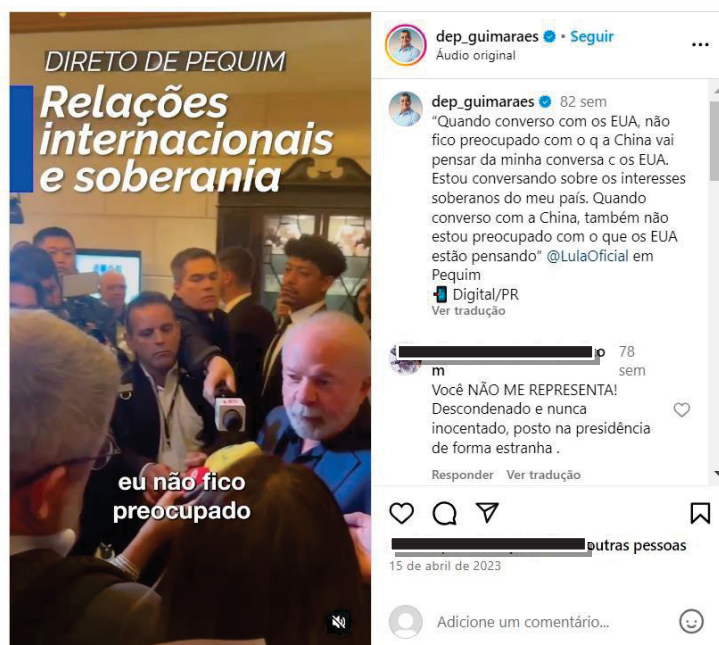 DIRETO DE PEQUIM
Relações
internacionais
e soberania
eu não fico
preocupado
dep_guimaraes • Seguir
Áudio original
dep_guimaraes 82 sem
“Quando converso com os EUA, não
fico preocupado com o q a China vai
pensar da minha conversa c os EUA.
Estou conversando sobre os interesses
soberanos do meu país. Quando
converso com a China, também não
estou preocupado com o que os EUA
estão pensando” @LulaOficial em
Pequim
Digital/PR
Ver tradução
o 78
m sem
Você NÃO ME REPRESENTA!
Descondenado e nunca
inocentado, posto na presidência
de forma estranha .
Responder Ver tradução
outras pessoas
15 de abril de 2023
Adicione um comentário...